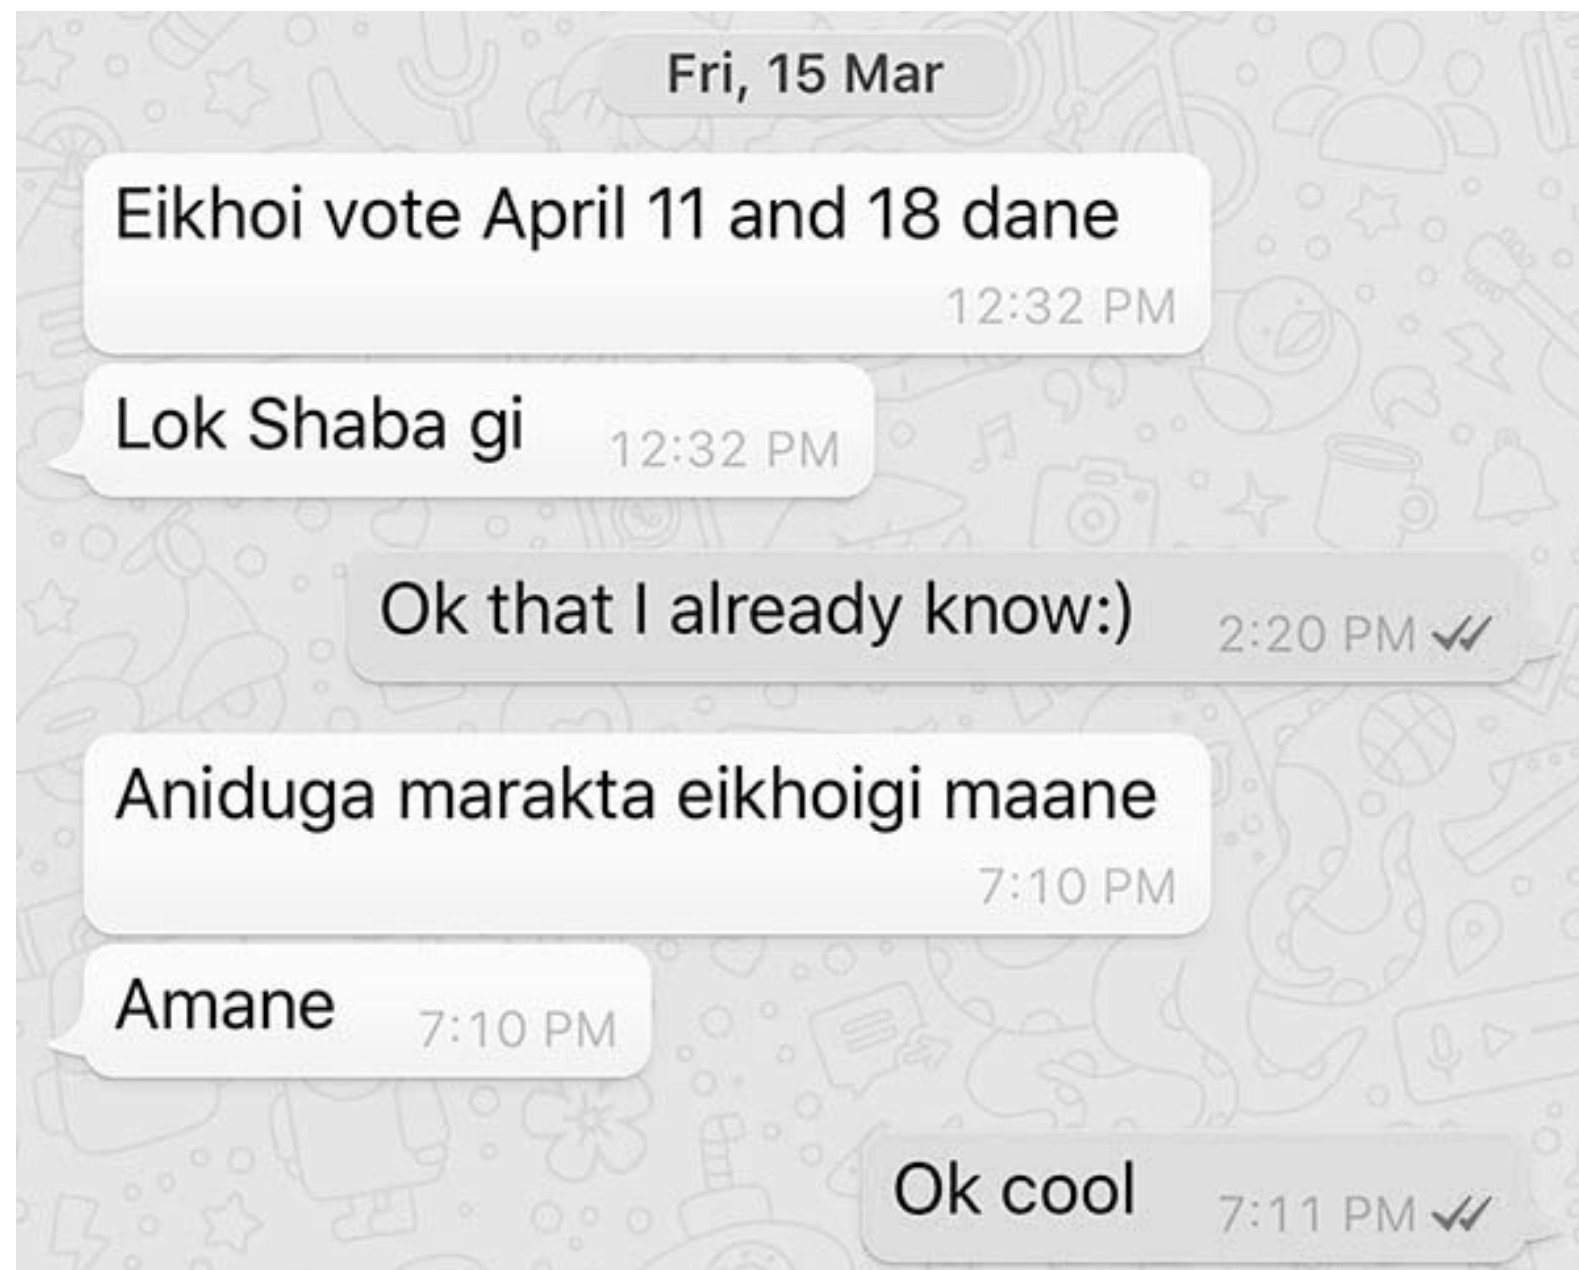 Fri, 15 Mar
Eikhoi vote April 11 and 18 dane
12:32 PM
Lok Shaba gi 12:32 PM
Ok that I already know:) 2:20 PM
Aniduga marakta eikhoigi maane
7:10 PM
Amane 7:10 PM
Ok cool 7:11 PM